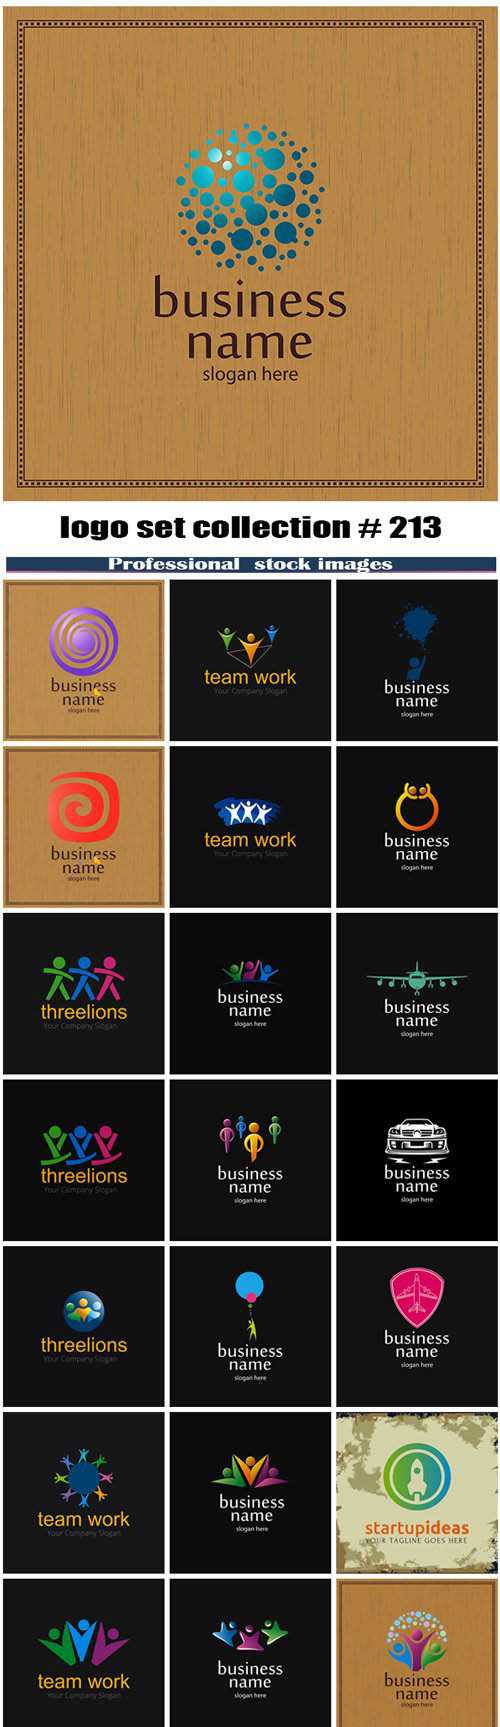 business
name
slogan here
logo set collection # 213
Professional stock images
business
name
slogan here
team work
Your Company Slogan
business
name
slogan here
business
name
slogan here
team work
Your Company Slogan
business
name
slogan here
threelions
Your Company Slogan
business
name
slogan here
business
name
slogan here
threelions
Your Company Slogan
business
name
slogan here
business
name
slogan here
threelions
Your Company Slogan
business
name
slogan here
business
name
slogan here
team work
Your Company Slogan
business
name
slogan here
startupideas
YOUR TAGLINE GOES HERE
team work
Your Company Slogan
business
name
slogan here
business
name